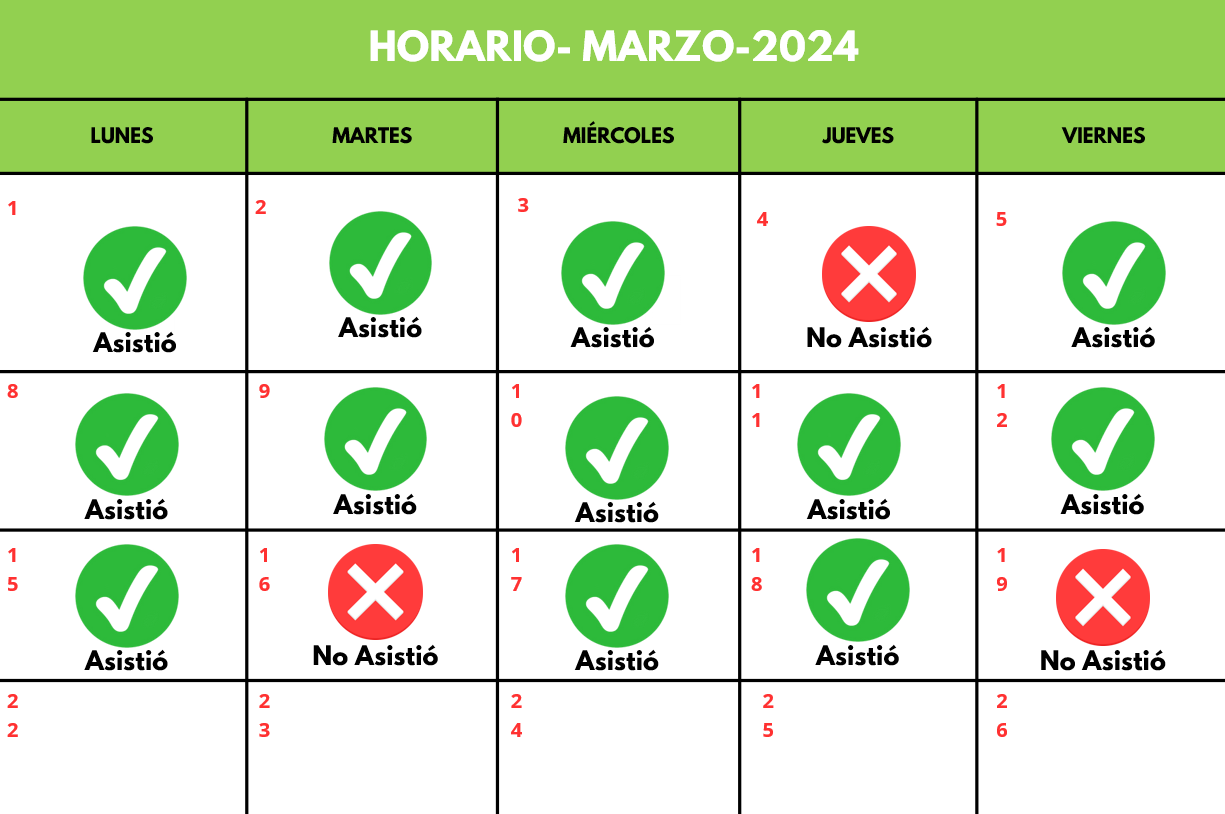 HORARIO- MARZO-2024
LUNES
MARTES
MIÉRCOLES
JUEVES
VIERNES
1
Asistió
2
Asistió
3
Asistió
4
No Asistió
5
Asistió
8
Asistió
9
Asistió
1
0
Asistió
1
1
Asistió
1
2
Asistió
1
5
Asistió
1
6
No Asistió
1
7
Asistió
1
8
Asistió
1
9
No Asistió
2
2
2
3
2
4
2
5
2
6